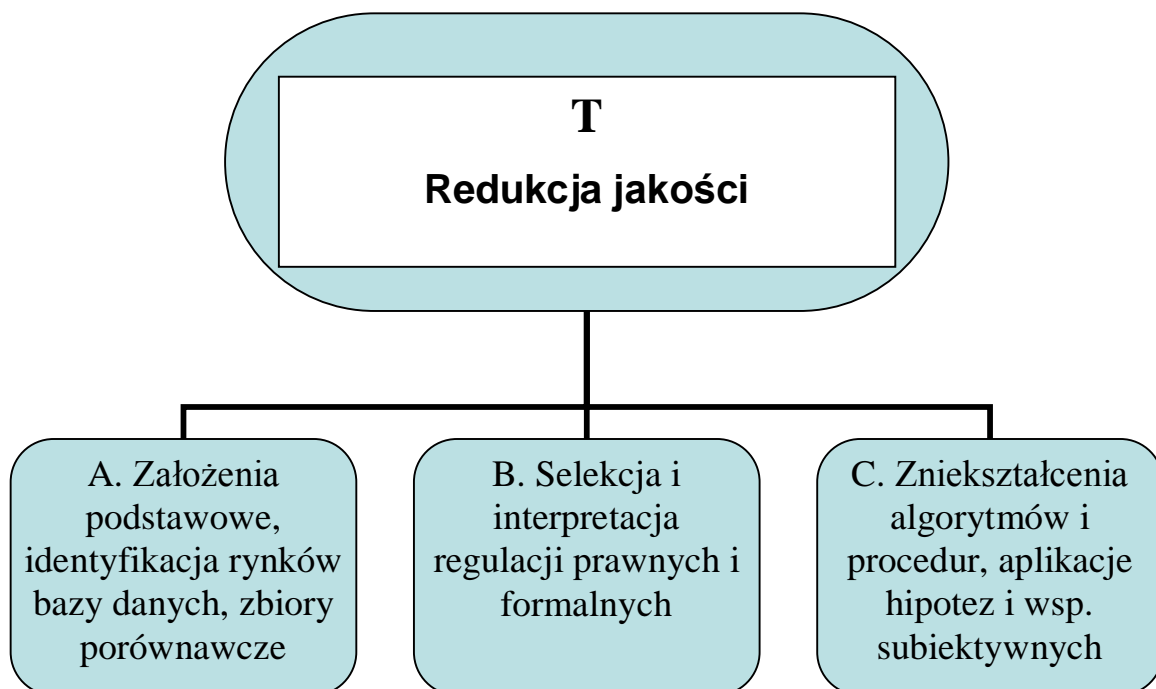 T
Redukcja jakości
A. Założenia
podstawowe,
identyfikacja rynków
bazy danych, zbiory
porównawcze
B. Selekcja i
interpretacja
regulacji prawnych i
formalnych
C. Zniekształcenia
algorytmów i
procedur, aplikacje
hipotez i wsp.
subiektywnych